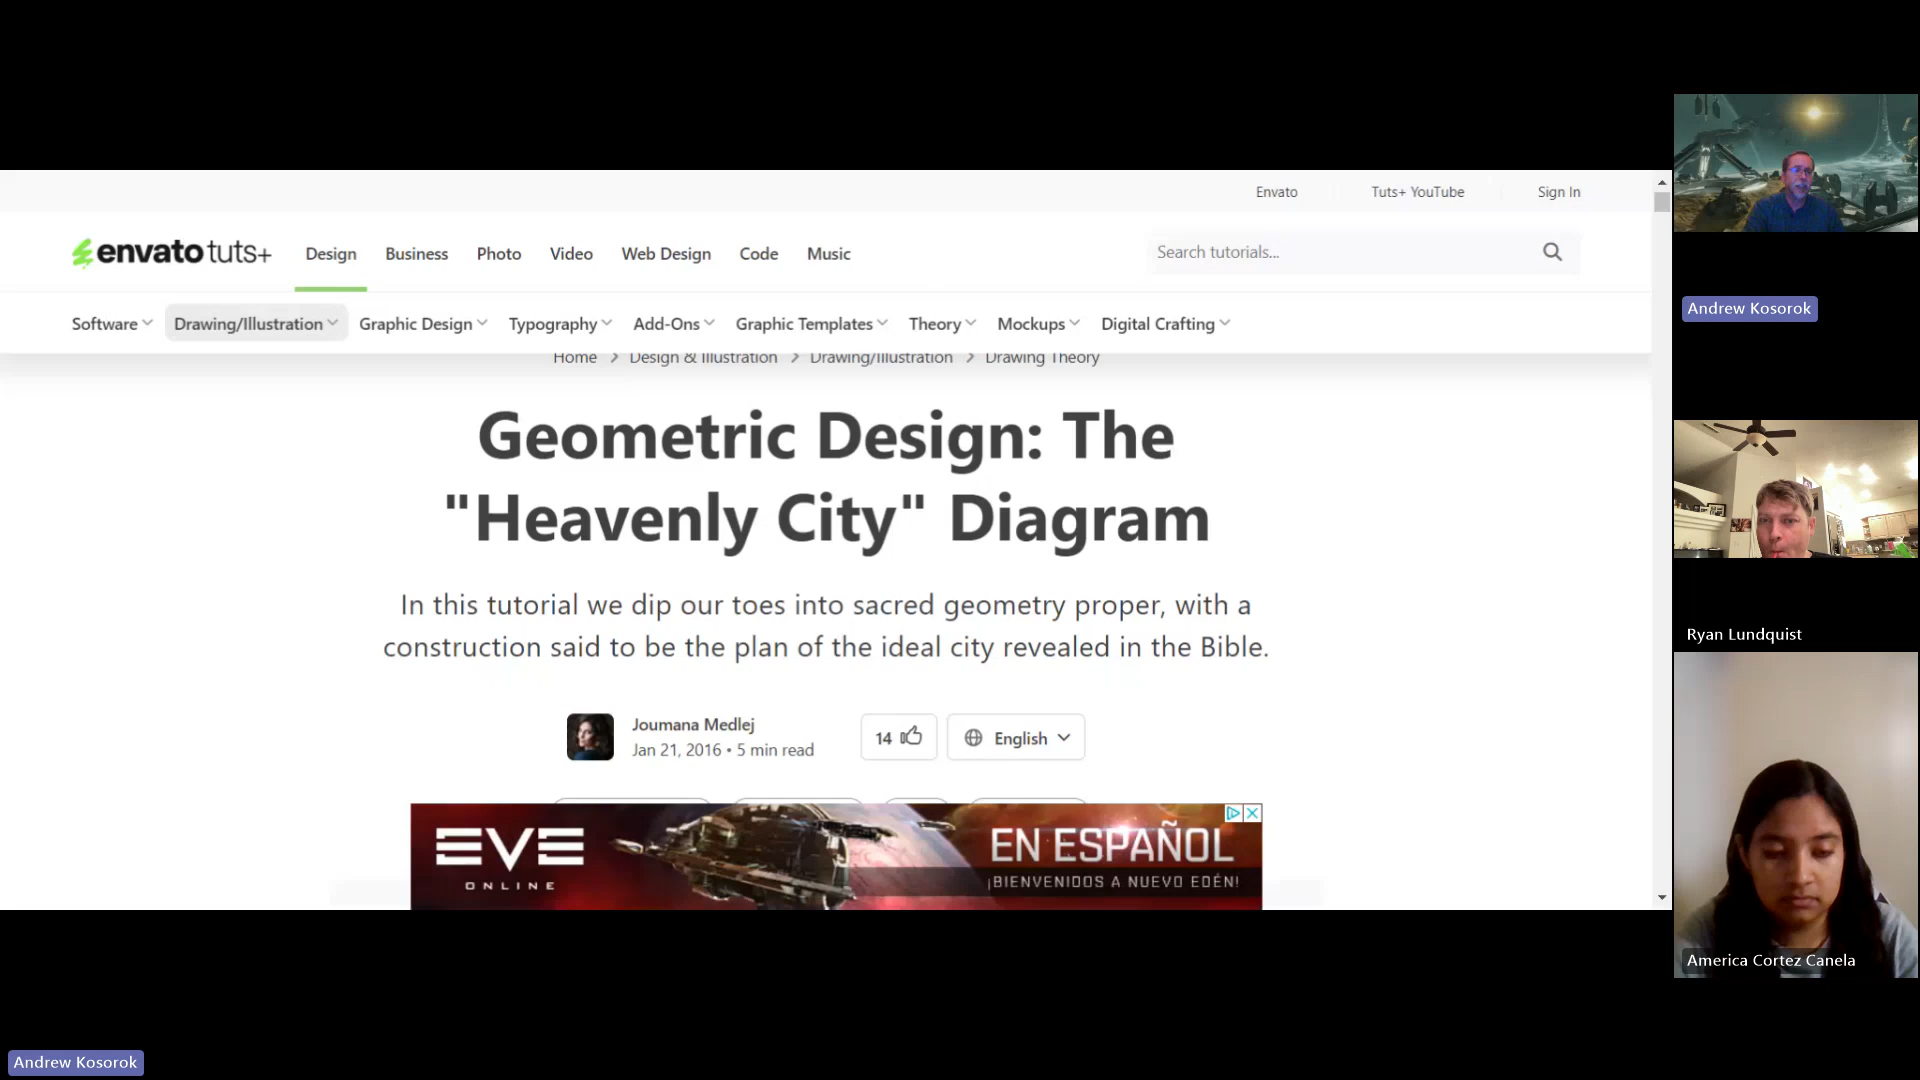 Envato Tuts+ YouTube Sign In
envato tuts+ Design Business Photo Video Web Design Code Music Search tutorials...
Software Drawing/Illustration Graphic Design Typography Add-Ons Graphic Templates Theory Mockups Digital Crafting
Home > Design & Illustration > Drawing/Illustration > Drawing Theory
Geometric Design: The
"Heavenly City" Diagram
In this tutorial we dip our toes into sacred geometry proper, with a
construction said to be the plan of the ideal city revealed in the Bible.
Joumana Medlej
Jan 21, 2016 • 5 min read
14
English
EVE
ONLINE
EN ESPAÑOL
¡BIENVENIDOS A NUEVO EDÉN!
Andrew Kosorok
Ryan Lundquist
America Cortez Canela
Andrew Kosorok